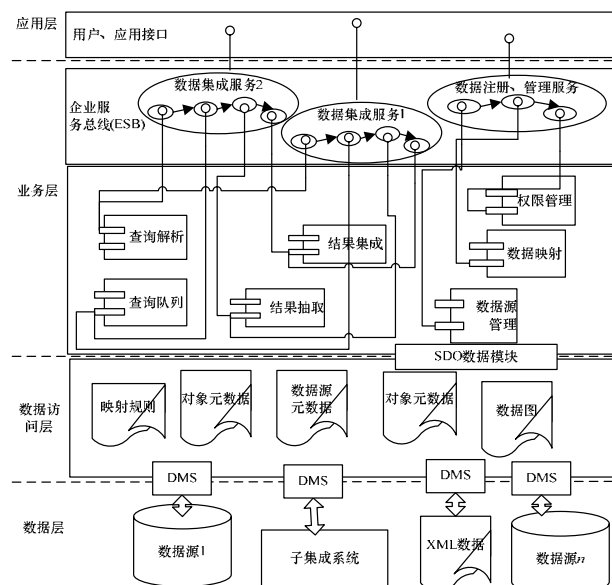 应用层
用户、应用接口
数据集成服务2
数据注册、管理服务
企业服
务总线(ESB)
数据集成服务1
业务层
权限管理
查询解析
结果集成
数据映射
查询队列
结果抽取
数据源
管理
SDO数据模块
映射规则
对象元数据
数据源
元数据
对象元数据
数据图
数据访
问层
DMS
DMS
DMS
DMS
数据层
数据源1
子集成系统
XML数据
数据源n